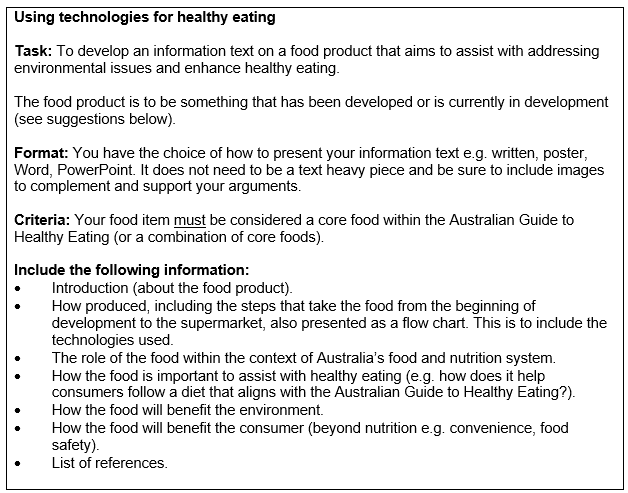 Using technologies for healthy eating
Task: To develop an information text on a food product that aims to assist with addressing
environmental issues and enhance healthy eating.
The food product is to be something that has been developed or is currently in development
(see suggestions below).
Format: You have the choice of how to present your information text e.g. written, poster,
Word, PowerPoint. It does not need to be a text heavy piece and be sure to include images
to complement and support your arguments.
Criteria: Your food item must be considered a core food within the Australian Guide to
Healthy Eating (or a combination of core foods).
Include the following information:
• Introduction (about the food product).
• How produced, including the steps that take the food from the beginning of
development to the supermarket, also presented as a flow chart. This is to include the
technologies used.
• The role of the food within the context of Australia's food and nutrition system.
• How the food is important to assist with healthy eating (e.g. how does it help
consumers follow a diet that aligns with the Australian Guide to Healthy Eating?).
• How the food will benefit the environment.
• How the food will benefit the consumer (beyond nutrition e.g. convenience, food
safety).
• List of references.